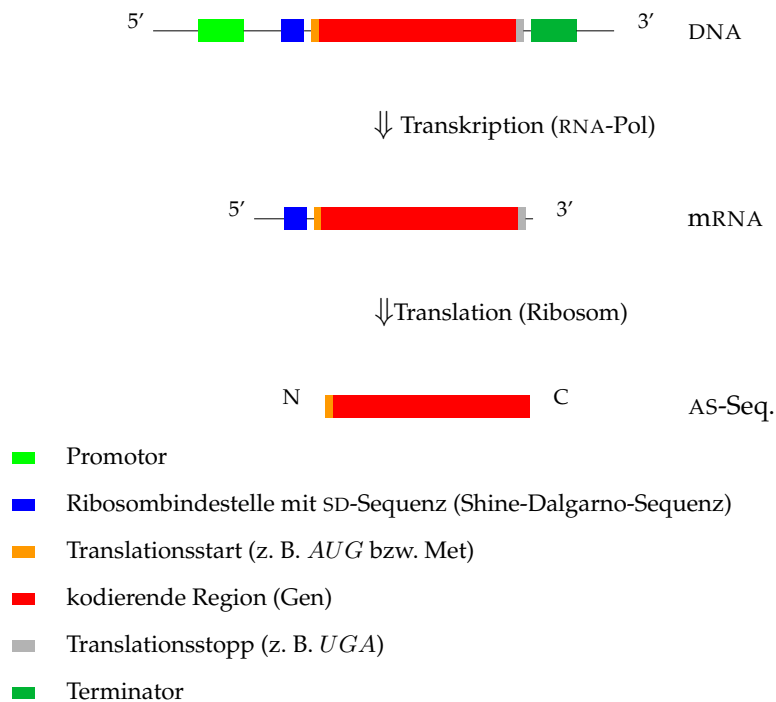 5’ 3’ DNA
⇓ Transkription (RNA-Pol)
5’ 3’ mRNA
⇓Translation (Ribosom)
N C AS-Seq.
Promotor
Ribosombindestelle mit SD-Sequenz (Shine-Dalgarno-Sequenz)
Translationsstart (z. B. AUG bzw. Met)
kodierende Region (Gen)
Translationsstopp (z. B. UGA)
Terminator